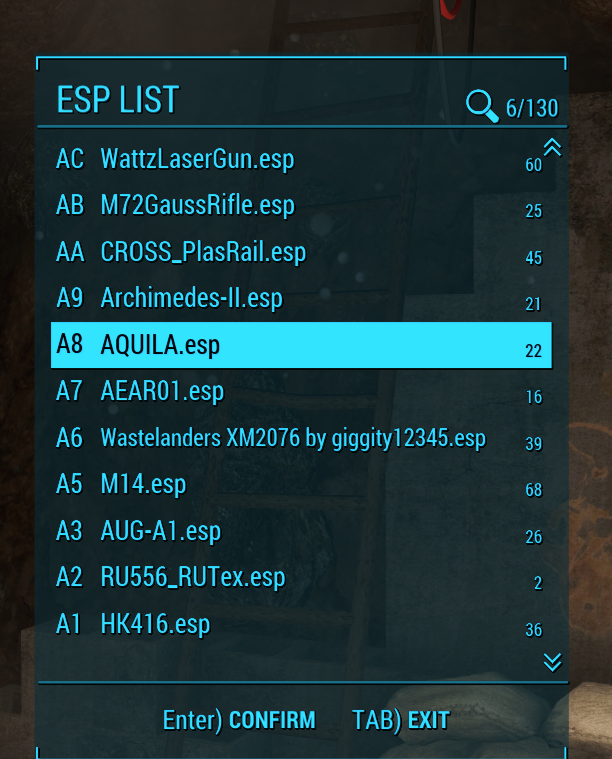 ESP LIST 6/130
AC WattzLaserGun.esp 60
AB M72GaussRifle.esp 25
AA CROSS_PlasRail.esp 45
A9 Archimedes-II.esp 21
A8 AQUILA.esp 22
A7 AEAR01.esp 16
A6 Wastelanders XM2076 by giggity12345.esp 39
A5 M14.esp 68
A3 AUG-A1.esp 26
A2 RU556_RUTex.esp 2
A1 HK416.esp 36
Enter) CONFIRM TAB) EXIT